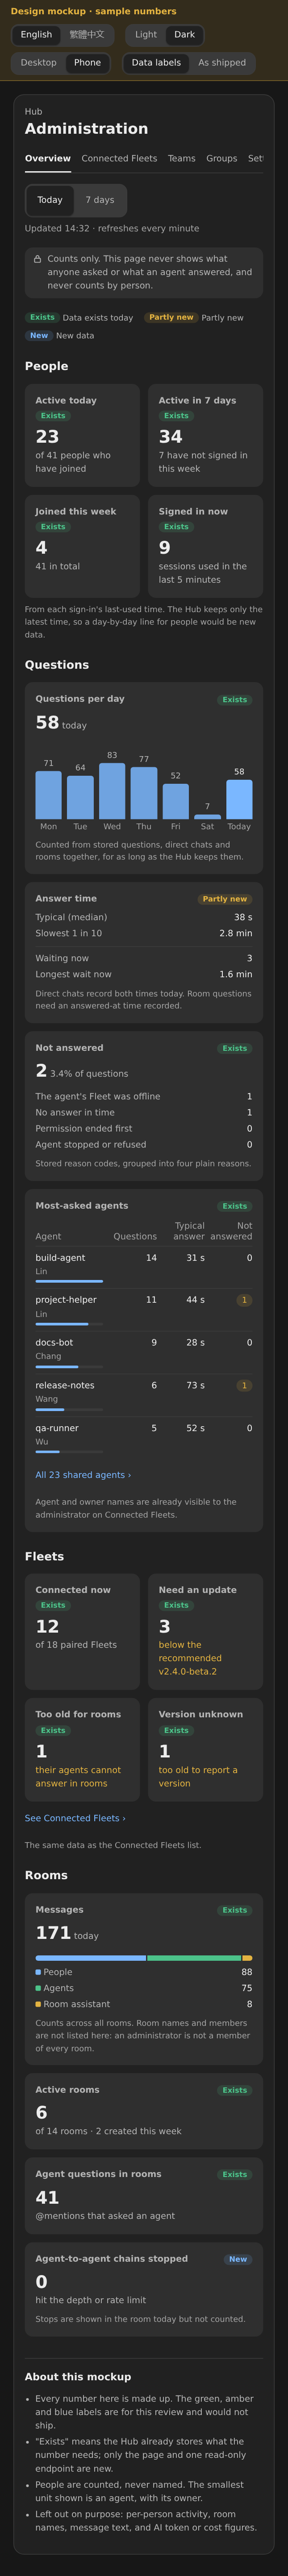 Design mockup · sample numbers
English 繁體中文 Light Dark
Desktop Phone Data labels As shipped
Hub
Administration
Overview Connected Fleets Teams Groups Sett
Today 7 days
Updated 14:32 · refreshes every minute
Counts only. This page never shows what
anyone asked or what an agent answered, and
never counts by person.
Exists Data exists today Partly new Partly new
New New data
People
Active today
Exists
23
of 41 people who
have joined
Active in 7 days
Exists
34
7 have not signed in
this week
Joined this week
Exists
4
41 in total
Signed in now
Exists
9
sessions used in the
last 5 minutes
From each sign-in's last-used time. The Hub keeps only the
latest time, so a day-by-day line for people would be new
data.
Questions
Questions per day Exists
58 today
71 64 83 77 52 7 58
Mon Tue Wed Thu Fri Sat Today
Counted from stored questions, direct chats and
rooms together, for as long as the Hub keeps them.
Answer time Partly new
Typical (median) 38 s
Slowest 1 in 10 2.8 min
Waiting now 3
Longest wait now 1.6 min
Direct chats record both times today. Room questions
need an answered-at time recorded.
Not answered Exists
2 3.4% of questions
The agent's Fleet was offline 1
No answer in time 1
Permission ended first 0
Agent stopped or refused 0
Stored reason codes, grouped into four plain reasons.
Most-asked agents Exists
Agent Questions Typical answer Not answered
build-agent 14 31 s 0
Lin
project-helper 11 44 s 1
Lin
docs-bot 9 28 s 0
Chang
release-notes 6 73 s 1
Wang
qa-runner 5 52 s 0
Wu
All 23 shared agents ›
Agent and owner names are already visible to the
administrator on Connected Fleets.
Fleets
Connected now
Exists
12
of 18 paired Fleets
Need an update
Exists
3
below the
recommended
v2.4.0-beta.2
Too old for rooms
Exists
1
their agents cannot
answer in rooms
Version unknown
Exists
1
too old to report a
version
See Connected Fleets ›
The same data as the Connected Fleets list.
Rooms
Messages Exists
171 today
People 88
Agents 75
Room assistant 8
Counts across all rooms. Room names and members
are not listed here: an administrator is not a member
of every room.
Active rooms Exists
6
of 14 rooms · 2 created this week
Agent questions in rooms Exists
41
@mentions that asked an agent
Agent-to-agent chains stopped New
0
hit the depth or rate limit
Stops are shown in the room today but not counted.
About this mockup
• Every number here is made up. The green, amber
and blue labels are for this review and would not
ship.
• "Exists" means the Hub already stores what the
number needs; only the page and one read-only
endpoint are new.
• People are counted, never named. The smallest
unit shown is an agent, with its owner.
• Left out on purpose: per-person activity, room
names, message text, and AI token or cost figures.